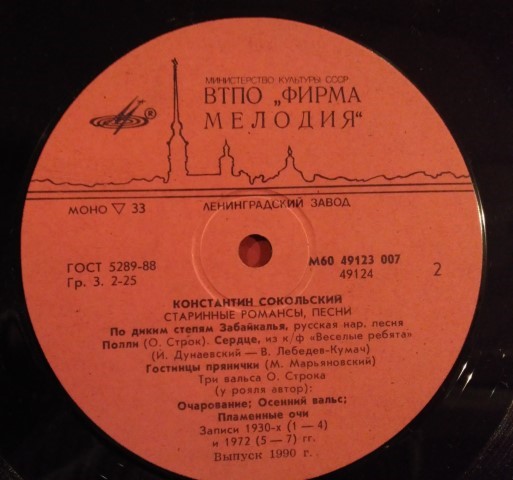 МИНИСТЕРСТВО КУЛЬТУРЫ СССР
ВТПО „ФИРМА
МЕЛОДИЯ“
®
МОНО ▽ 33
ЛЕНИНГРАДСКИЙ ЗАВОД
ГОСТ 5289-88
М60 49123 007
Гр. 3. 2-25
49124
2
КОНСТАНТИН СОКОЛЬСКИЙ
СТАРИННЫЕ РОМАНСЫ, ПЕСНИ
По диким степям Забайкалья, русская нар. песня
Полли (О. Строк). Сердце, из к/ф «Веселые ребята»
(И. Дунаевский — В. Лебедев-Кумач)
Гостинцы прянички (М. Марьяновский)
Три вальса О. Строка
(у рояля автор):
Очарование; Осенний вальс;
Пламенные очи
Записи 1930-х (1 — 4)
и 1972 (5 — 7) гг.
Выпуск 1990 г.